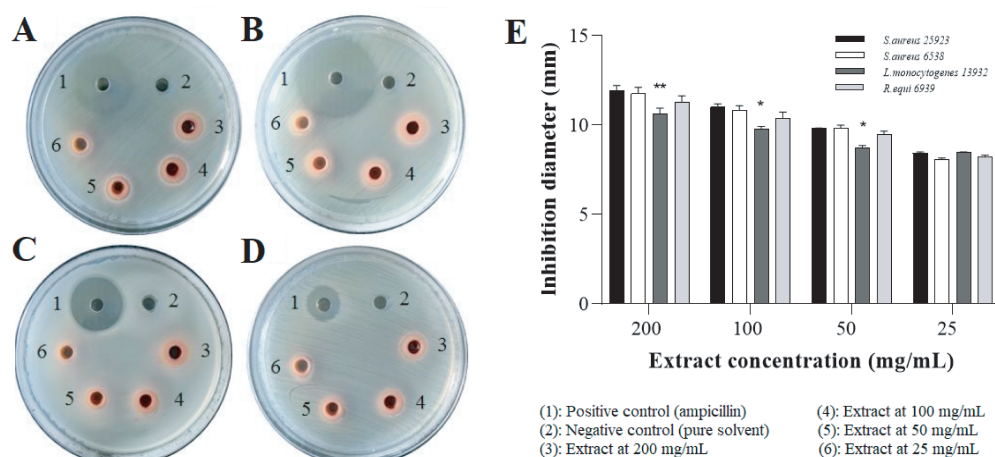 A
1
2
3
4
5
6
B
1
2
3
4
5
6
C
1
2
3
4
5
6
D
1
2
3
4
5
6
E
Inhibition diameter (mm)
15
10
5
0
S.aureus 25923
S.aureus 6538
L.monocytogenes 13932
R.equi 6939
**
*
*
200 100 50 25
Extract concentration (mg/mL)
(1): Positive control (ampicillin)
(2): Negative control (pure solvent)
(3): Extract at 200 mg/mL
(4): Extract at 100 mg/mL
(5): Extract at 50 mg/mL
(6): Extract at 25 mg/mL